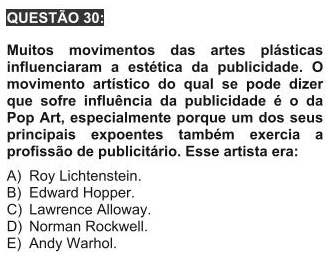 QUESTÃO 30:
Muitos movimentos das artes plásticas
influenciaram a estética da publicidade. O
movimento artístico do qual se pode dizer
que sofre influência da publicidade é o da
Pop Art, especialmente porque um dos seus
principais expoentes também exercia a
profissão de publicitário. Esse artista era:
A) Roy Lichtenstein.
B) Edward Hopper.
C) Lawrence Alloway.
D) Norman Rockwell.
E) Andy Warhol.